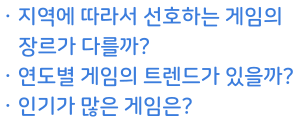 · 지역에 따라서 선호하는 게임의
장르가 다를까?
· 연도별 게임의 트렌드가 있을까?
· 인기가 많은 게임은?